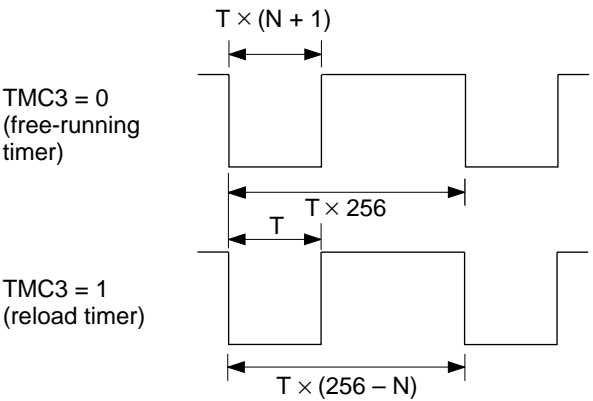 T × (N + 1)
TMC3 = 0
(free-running
timer)
T × 256
T
TMC3 = 1
(reload timer)
T × (256 – N)